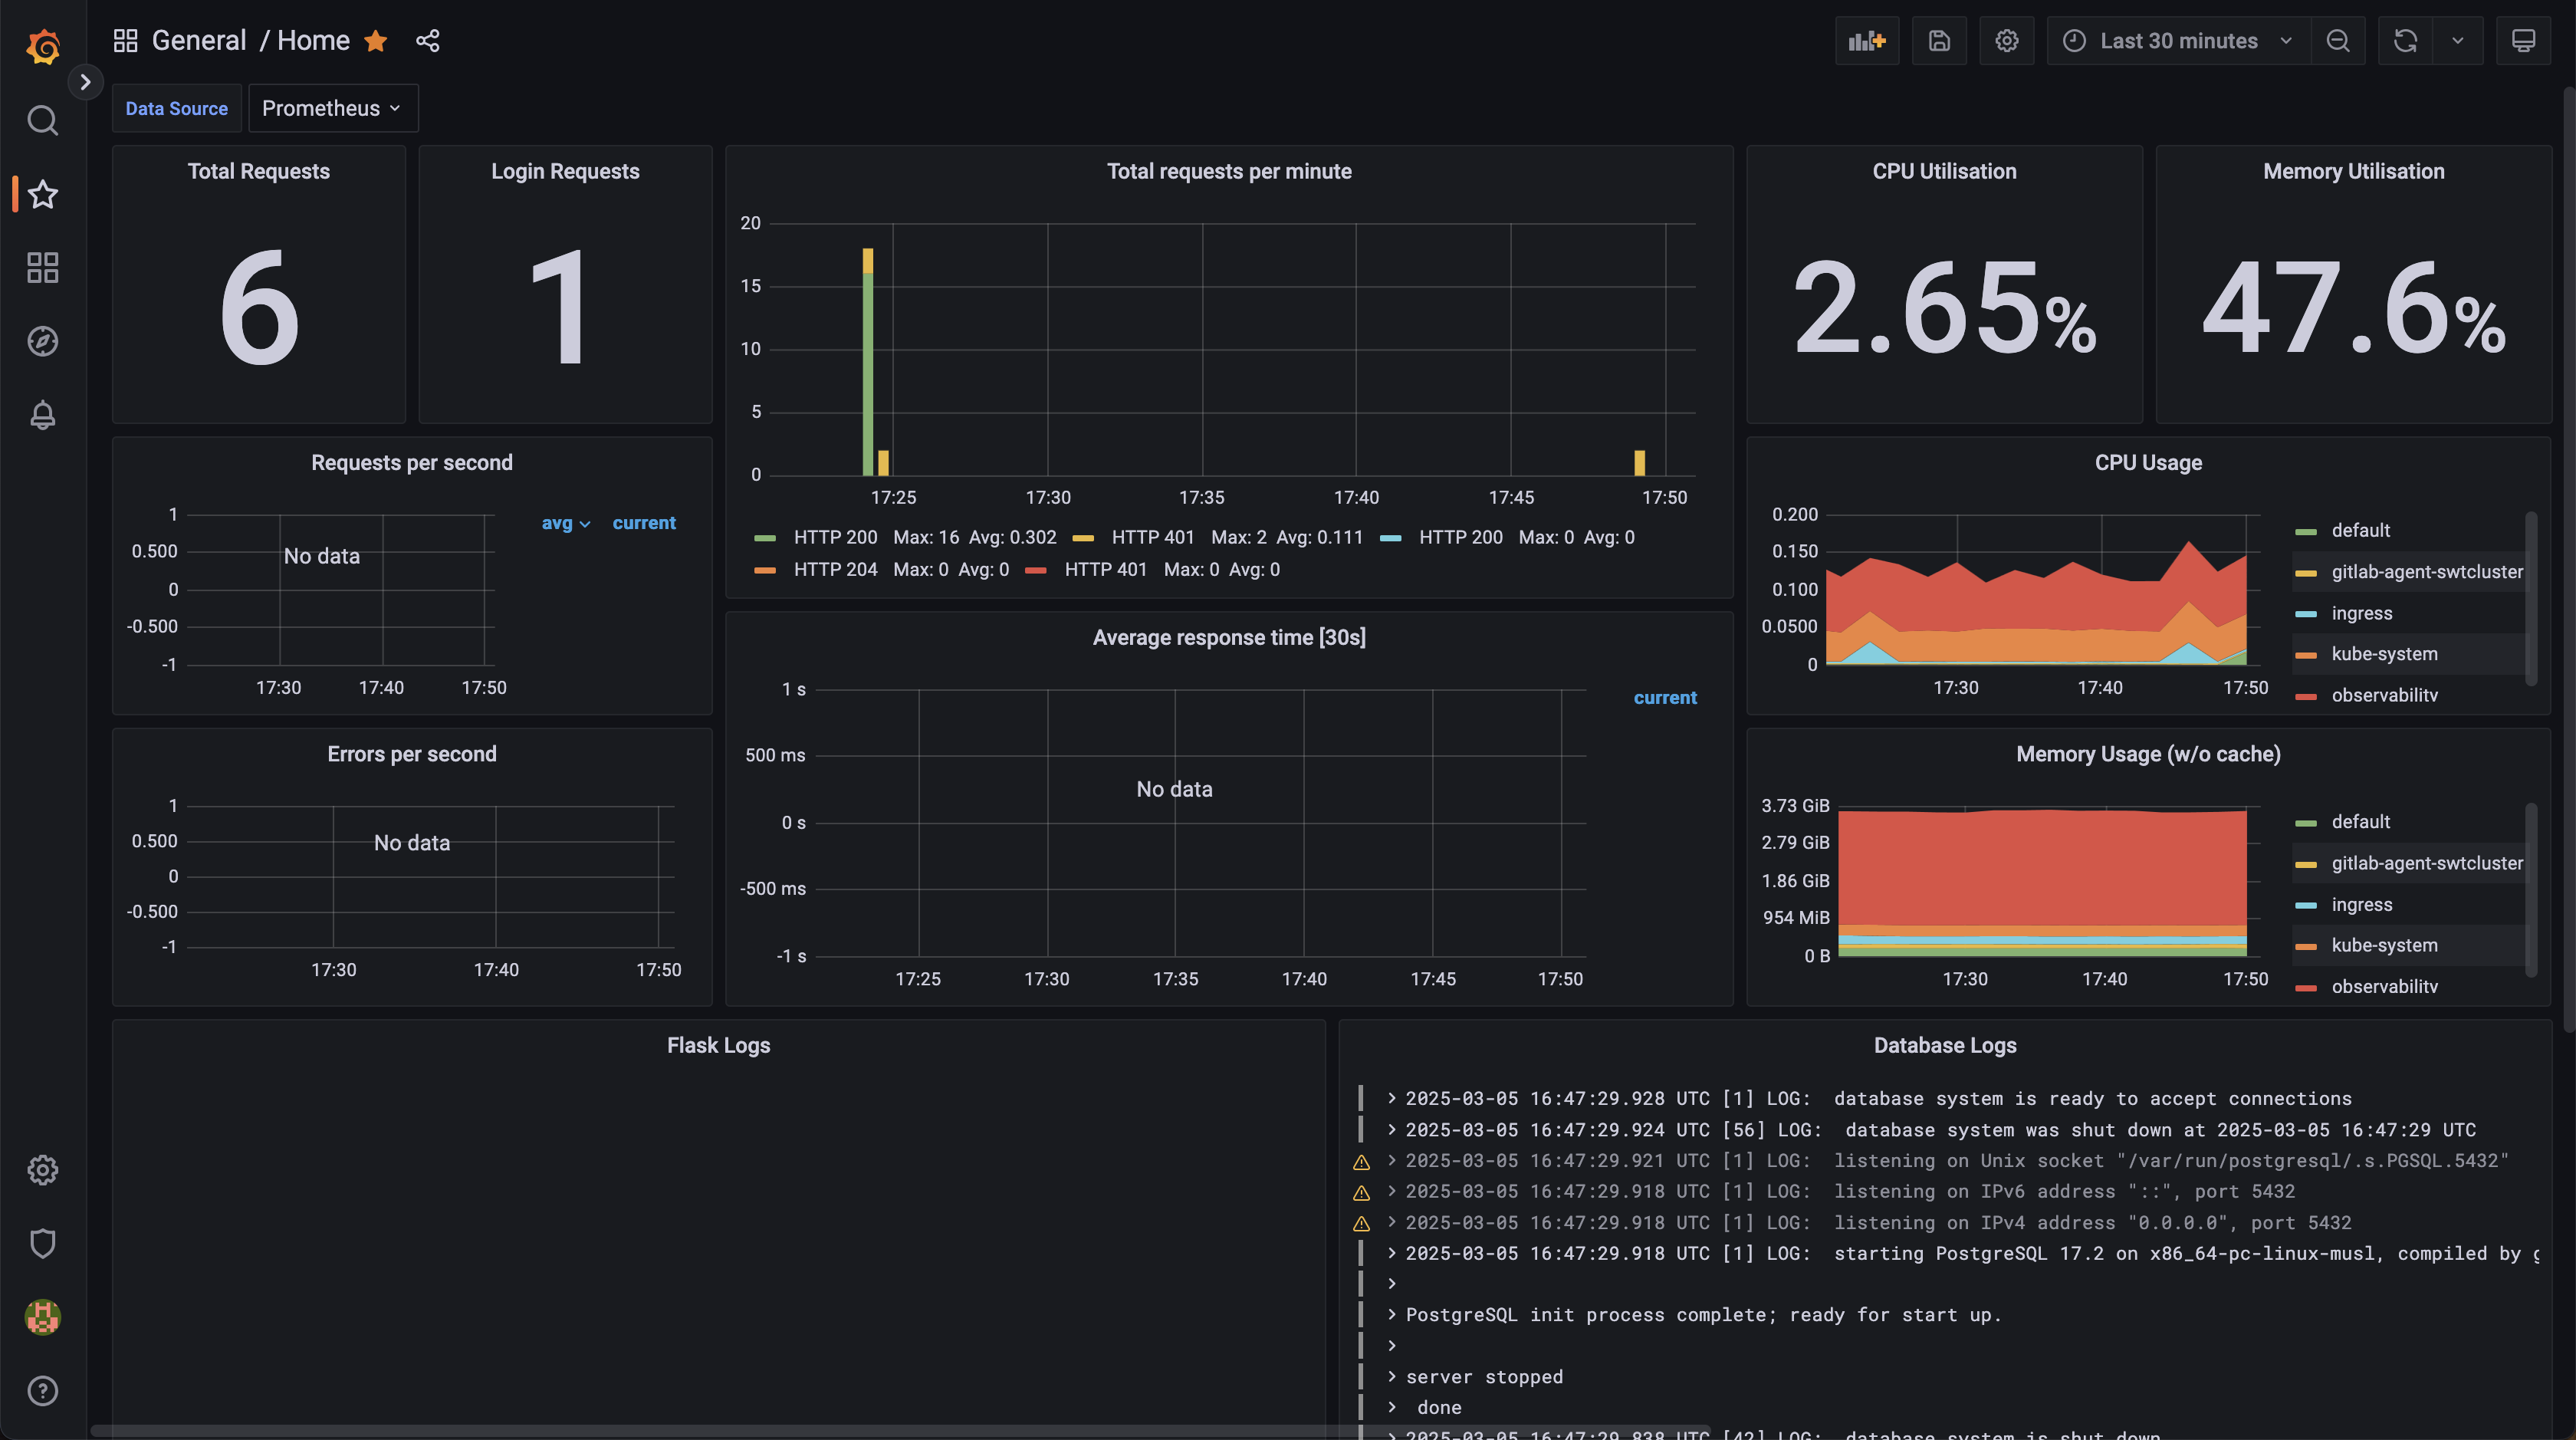 General / Home
Last 30 minutes
Data Source Prometheus
Total Requests
6
Login Requests
1
Total requests per minute
20
15
10
5
0
17:25 17:30 17:35 17:40 17:45 17:50
HTTP 200 Max: 16 Avg: 0.302 HTTP 401 Max: 2 Avg: 0.111 HTTP 200 Max: 0 Avg: 0
HTTP 204 Max: 0 Avg: 0 HTTP 401 Max: 0 Avg: 0
CPU Utilisation
2.65%
Memory Utilisation
47.6%
Requests per second
avg current
1
0.500
0
-0.500
-1
No data
17:30 17:40 17:50
Errors per second
1
0.500
0
-0.500
-1
No data
17:30 17:40 17:50
Average response time [30s]
current
1 s
500 ms
0 s
-500 ms
-1 s
No data
17:25 17:30 17:35 17:40 17:45 17:50
CPU Usage
0.200
0.150
0.100
0.0500
0
17:30 17:40 17:50
default
gitlab-agent-swtcluster
ingress
kube-system
observability
Memory Usage (w/o cache)
3.73 GiB
2.79 GiB
1.86 GiB
954 MiB
0 B
17:30 17:40 17:50
default
gitlab-agent-swtcluster
ingress
kube-system
observability
Flask Logs
Database Logs
> 2025-03-05 16:47:29.928 UTC [1] LOG:  database system is ready to accept connections
> 2025-03-05 16:47:29.924 UTC [56] LOG:  database system was shut down at 2025-03-05 16:47:29 UTC
> 2025-03-05 16:47:29.921 UTC [1] LOG:  listening on Unix socket "/var/run/postgresql/.s.PGSQL.5432"
> 2025-03-05 16:47:29.918 UTC [1] LOG:  listening on IPv6 address "::", port 5432
> 2025-03-05 16:47:29.918 UTC [1] LOG:  listening on IPv4 address "0.0.0.0", port 5432
> 2025-03-05 16:47:29.918 UTC [1] LOG:  starting PostgreSQL 17.2 on x86_64-pc-linux-musl, compiled by g
>
> PostgreSQL init process complete; ready for start up.
>
> server stopped
> done
> 2025-03-05 16:47:29.838 UTC [42] LOG:  database system is shut down